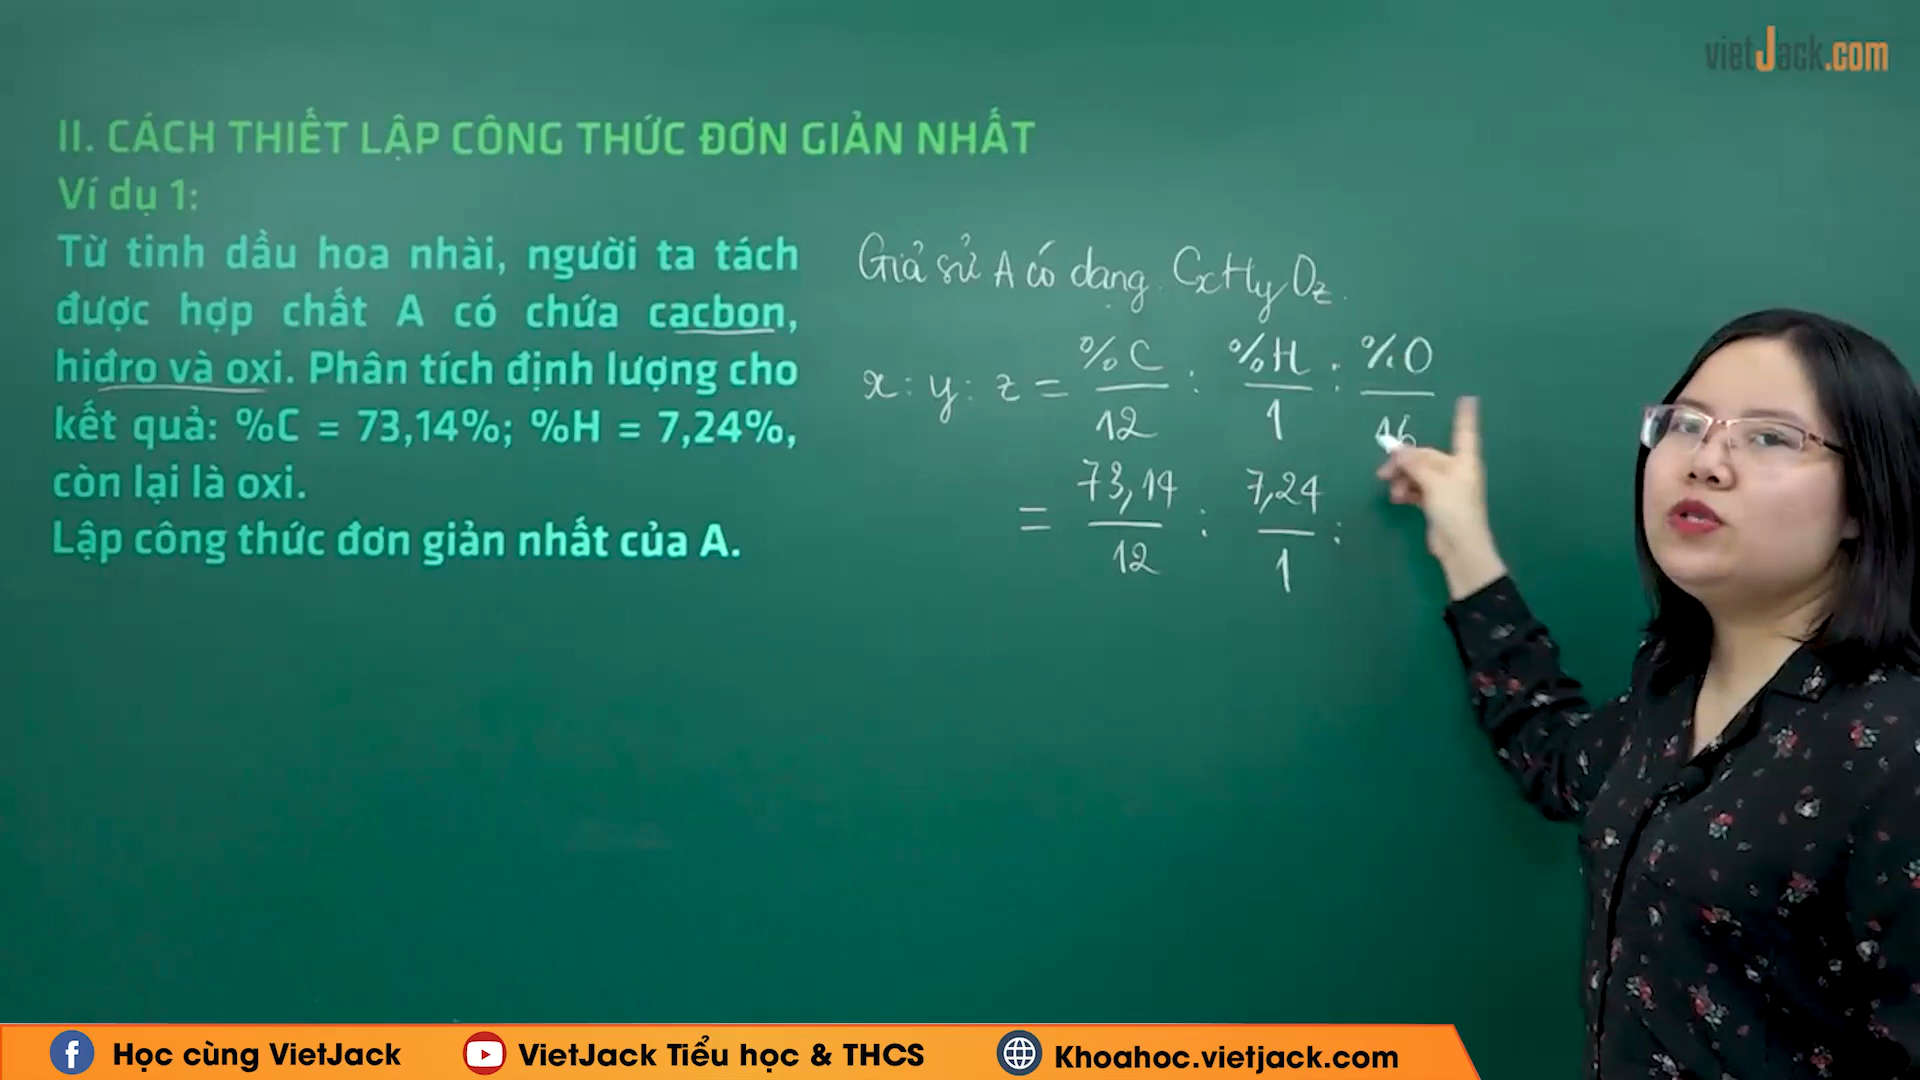 vietJack.com
II. CÁCH THIẾT LẬP CÔNG THỨC ĐƠN GIẢN NHẤT
Ví dụ 1:
Từ tinh dầu hoa nhài, người ta tách
được hợp chất A có chứa cacbon,
hiđro và oxi. Phân tích định lượng cho
kết quả: %C = 73,14%; %H = 7,24%,
còn lại là oxi.
Lập công thức đơn giản nhất của A.
Giả sử A có dạng CxHyOz.
x : y : z = %C/12 : %H/1 : %O/16
= 73,14/12 : 7,24/1 :
Học cùng VietJack
VietJack Tiểu học & THCS
Khoahoc.vietjack.com